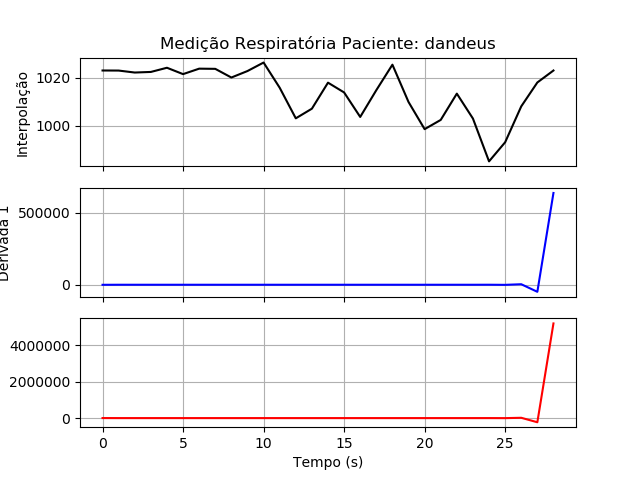 Medição Respiratória Paciente: dandeus
Interpolação
1020
1000
Derivada 1
500000
0
4000000
2000000
0
0 5 10 15 20 25
Tempo (s)